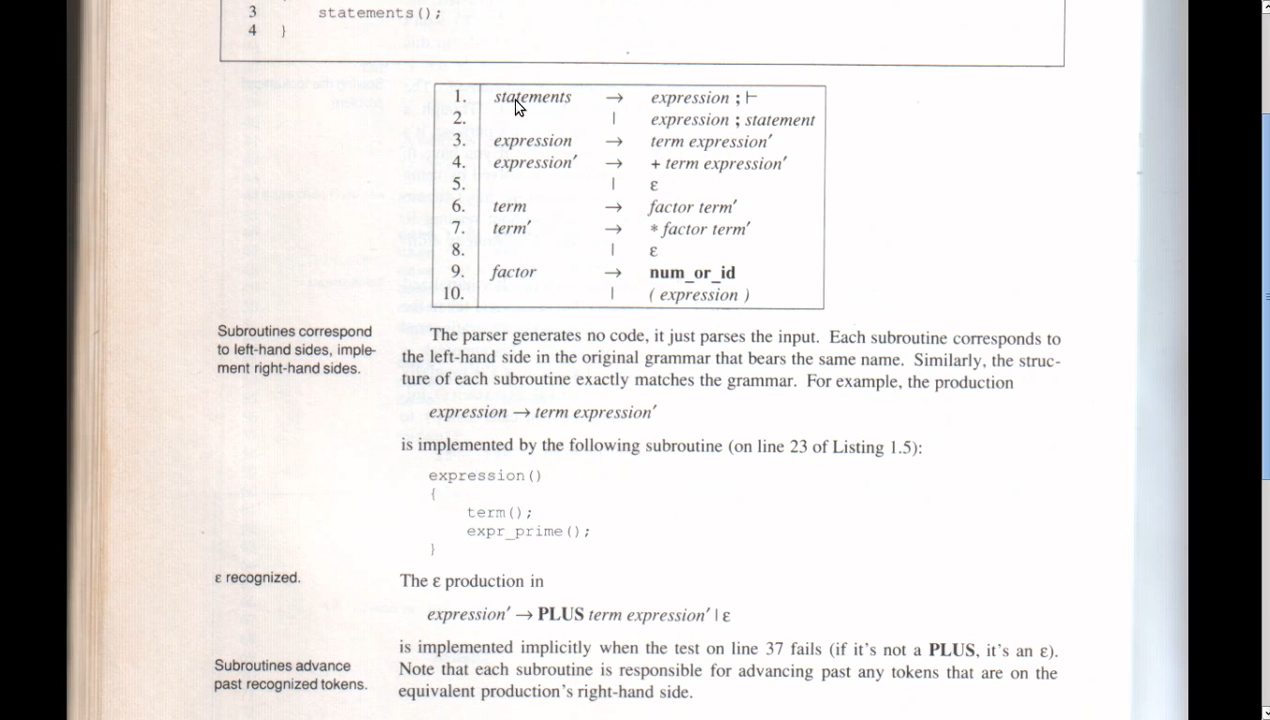 3 statements();
4 }
1. statements → expression ; ⊢
2. | expression ; statement
3. expression → term expression′
4. expression′ → + term expression′
5. | ε
6. term → factor term′
7. term′ → * factor term′
8. | ε
9. factor → num_or_id
10. | ( expression )
Subroutines correspond
to left-hand sides, imple-
ment right-hand sides.
The parser generates no code, it just parses the input. Each subroutine corresponds to
the left-hand side in the original grammar that bears the same name. Similarly, the struc-
ture of each subroutine exactly matches the grammar. For example, the production
expression → term expression′
is implemented by the following subroutine (on line 23 of Listing 1.5):
expression()
{
term();
expr_prime();
}
ε recognized.
The ε production in
expression′ → PLUS term expression′ | ε
is implemented implicitly when the test on line 37 fails (if it's not a PLUS, it's an ε).
Subroutines advance
past recognized tokens.
Note that each subroutine is responsible for advancing past any tokens that are on the
equivalent production's right-hand side.